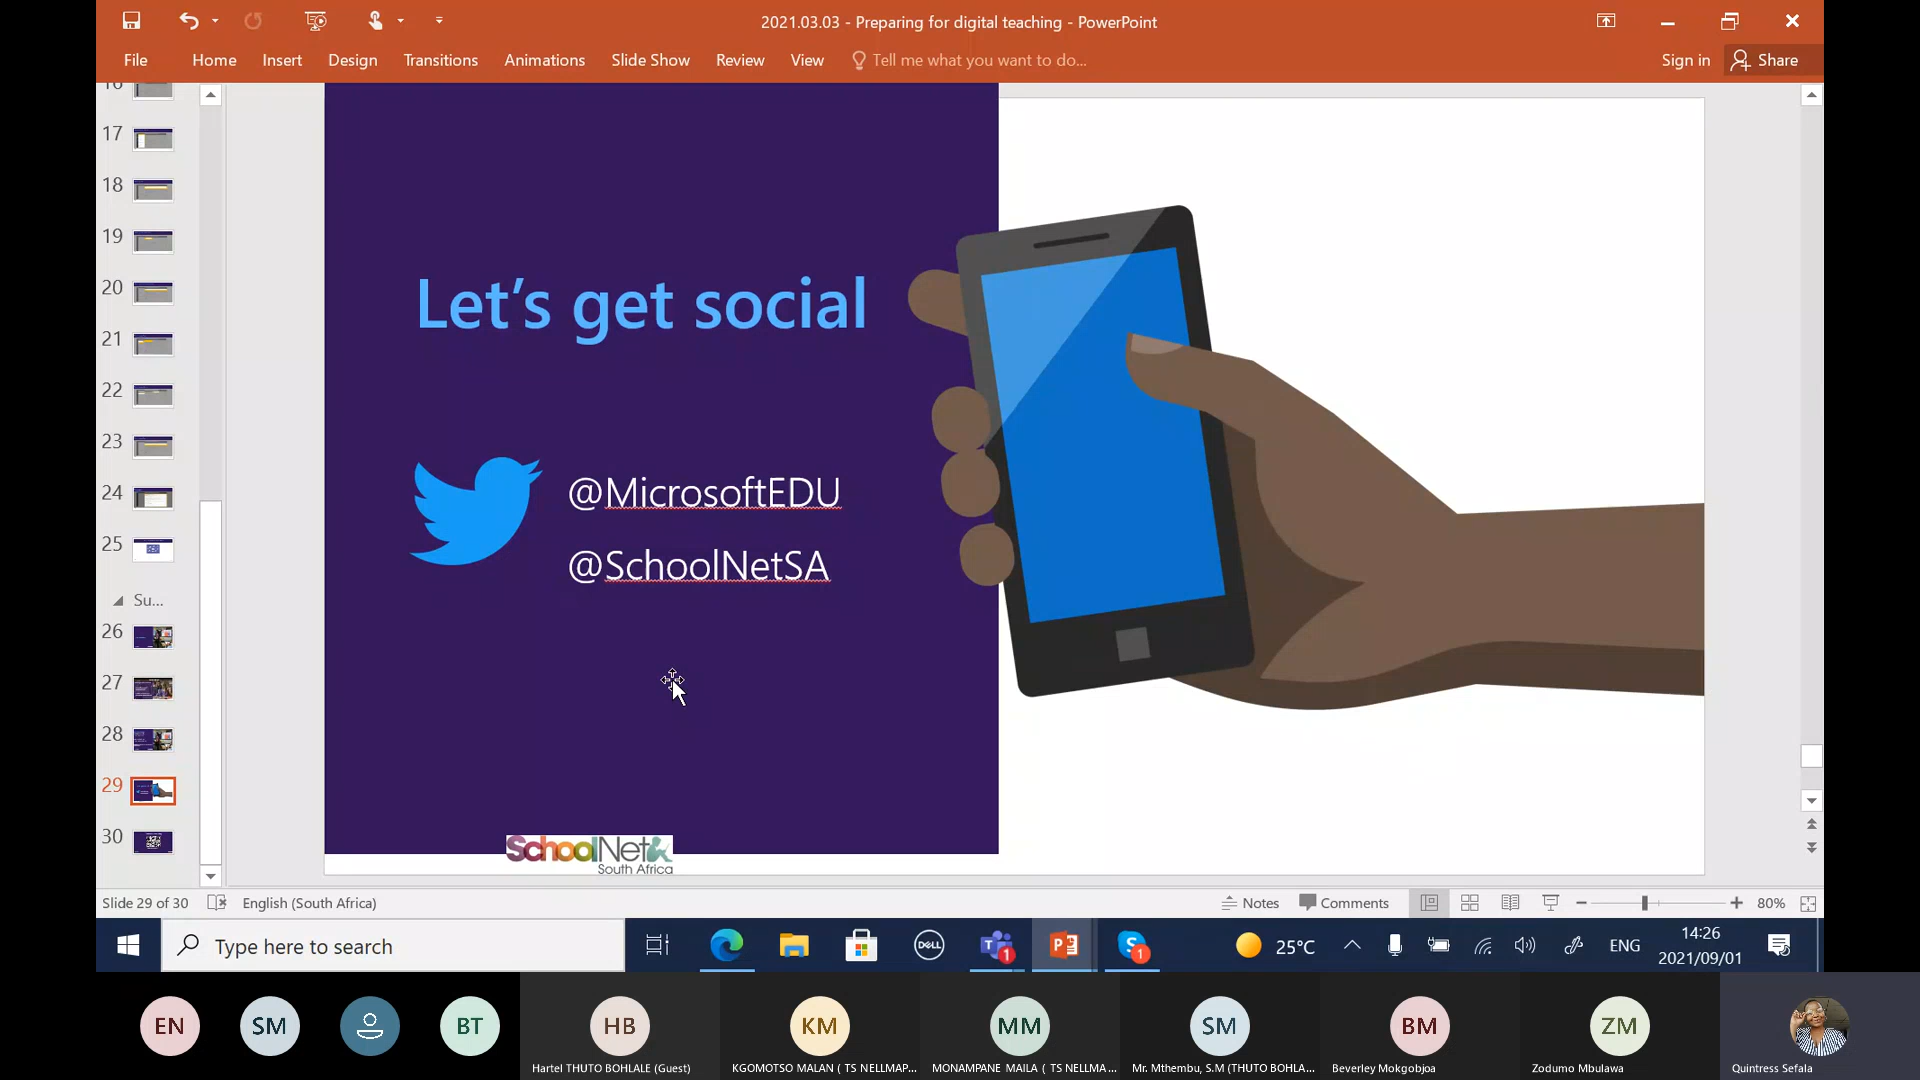 2021.03.03 - Preparing for digital teaching - PowerPoint
File Home Insert Design Transitions Animations Slide Show Review View Tell me what you want to do... Sign in Share
16
17
18
19
20
21
22
23
24
25
Su...
26
27
28
29
30
Let's get social
@MicrosoftEDU
@SchoolNetSA
SchoolNet
South Africa
Slide 29 of 30 English (South Africa) Notes Comments 80%
Type here to search
DELL
1
1
25°C
ENG
14:26
2021/09/01
EN SM BT HB KM MM SM BM ZM
Hartel THUTO BOHLALE (Guest) KGOMOTSO MALAN ( TS NELLMAP... MONAMPANE MAILA ( TS NELLMA... Mr. Mthembu, S.M (THUTO BOHLA... Beverley Mokgobjoa Zodumo Mbulawa Quintress Sefala